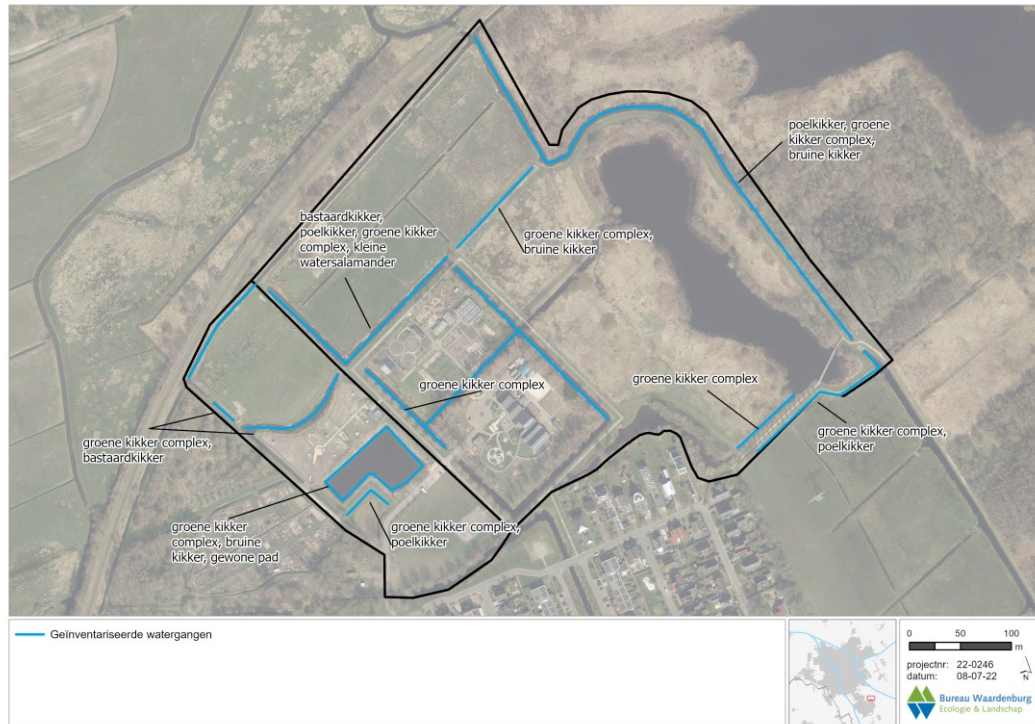 poelkikker, groene
kikker complex,
bruine kikker
bastaardkikker,
poelkikker, groene kikker
complex, kleine
watersalamander
groene kikker complex,
bruine kikker
groene kikker complex
groene kikker complex
groene kikker complex,
poelkikker
groene kikker complex,
bastaardkikker
groene kikker
complex, bruine
kikker, gewone pad
groene kikker complex,
poelkikker
Geïnventariseerde watergangen
0 50 100
m
projectnr: 22-0246
datum: 08-07-22
N
Bureau Waardenburg
Ecologie & Landschap